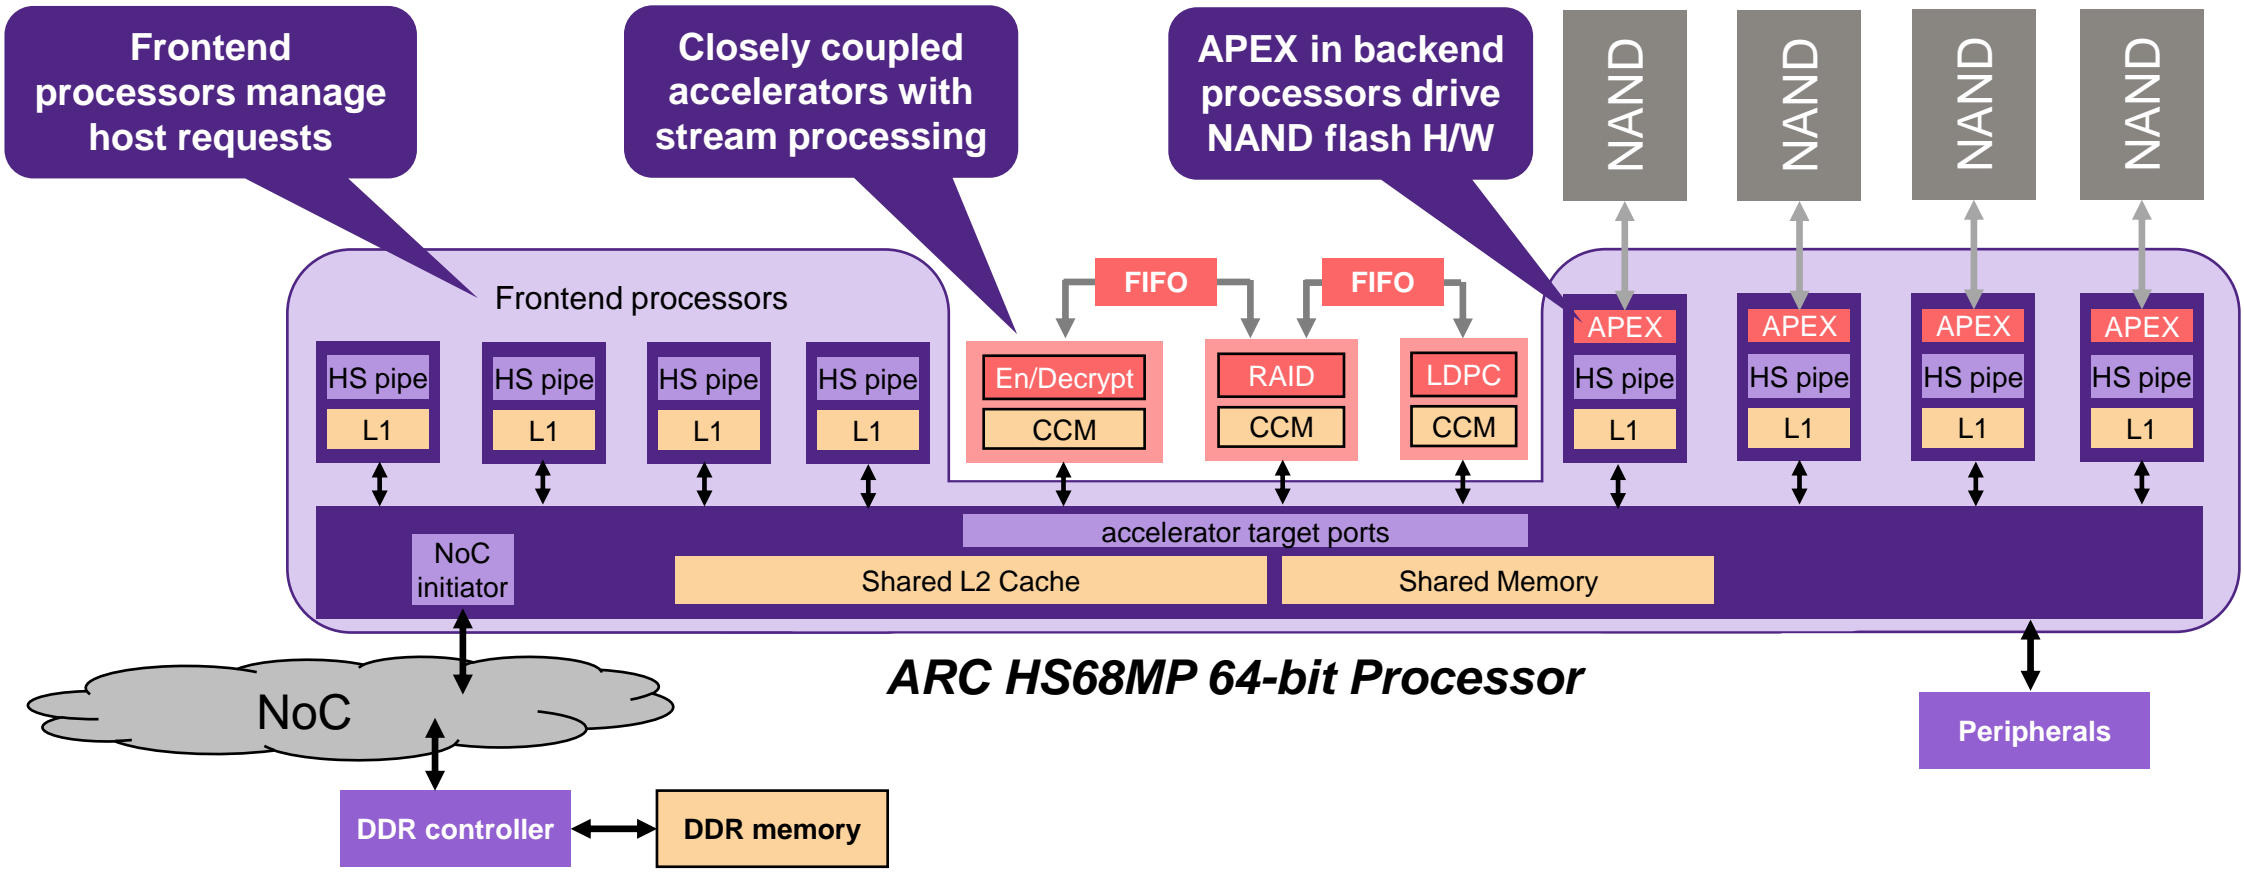 Frontend
processors manage
host requests
Closely coupled
accelerators with
stream processing
APEX in backend
processors drive
NAND flash H/W
NAND
NAND
NAND
NAND
Frontend processors
FIFO
FIFO
HS pipe
L1
HS pipe
L1
HS pipe
L1
HS pipe
L1
En/Decrypt
CCM
RAID
CCM
LDPC
CCM
APEX
HS pipe
L1
APEX
HS pipe
L1
APEX
HS pipe
L1
APEX
HS pipe
L1
accelerator target ports
NoC
initiator
Shared L2 Cache
Shared Memory
ARC HS68MP 64-bit Processor
NoC
Peripherals
DDR controller
DDR memory